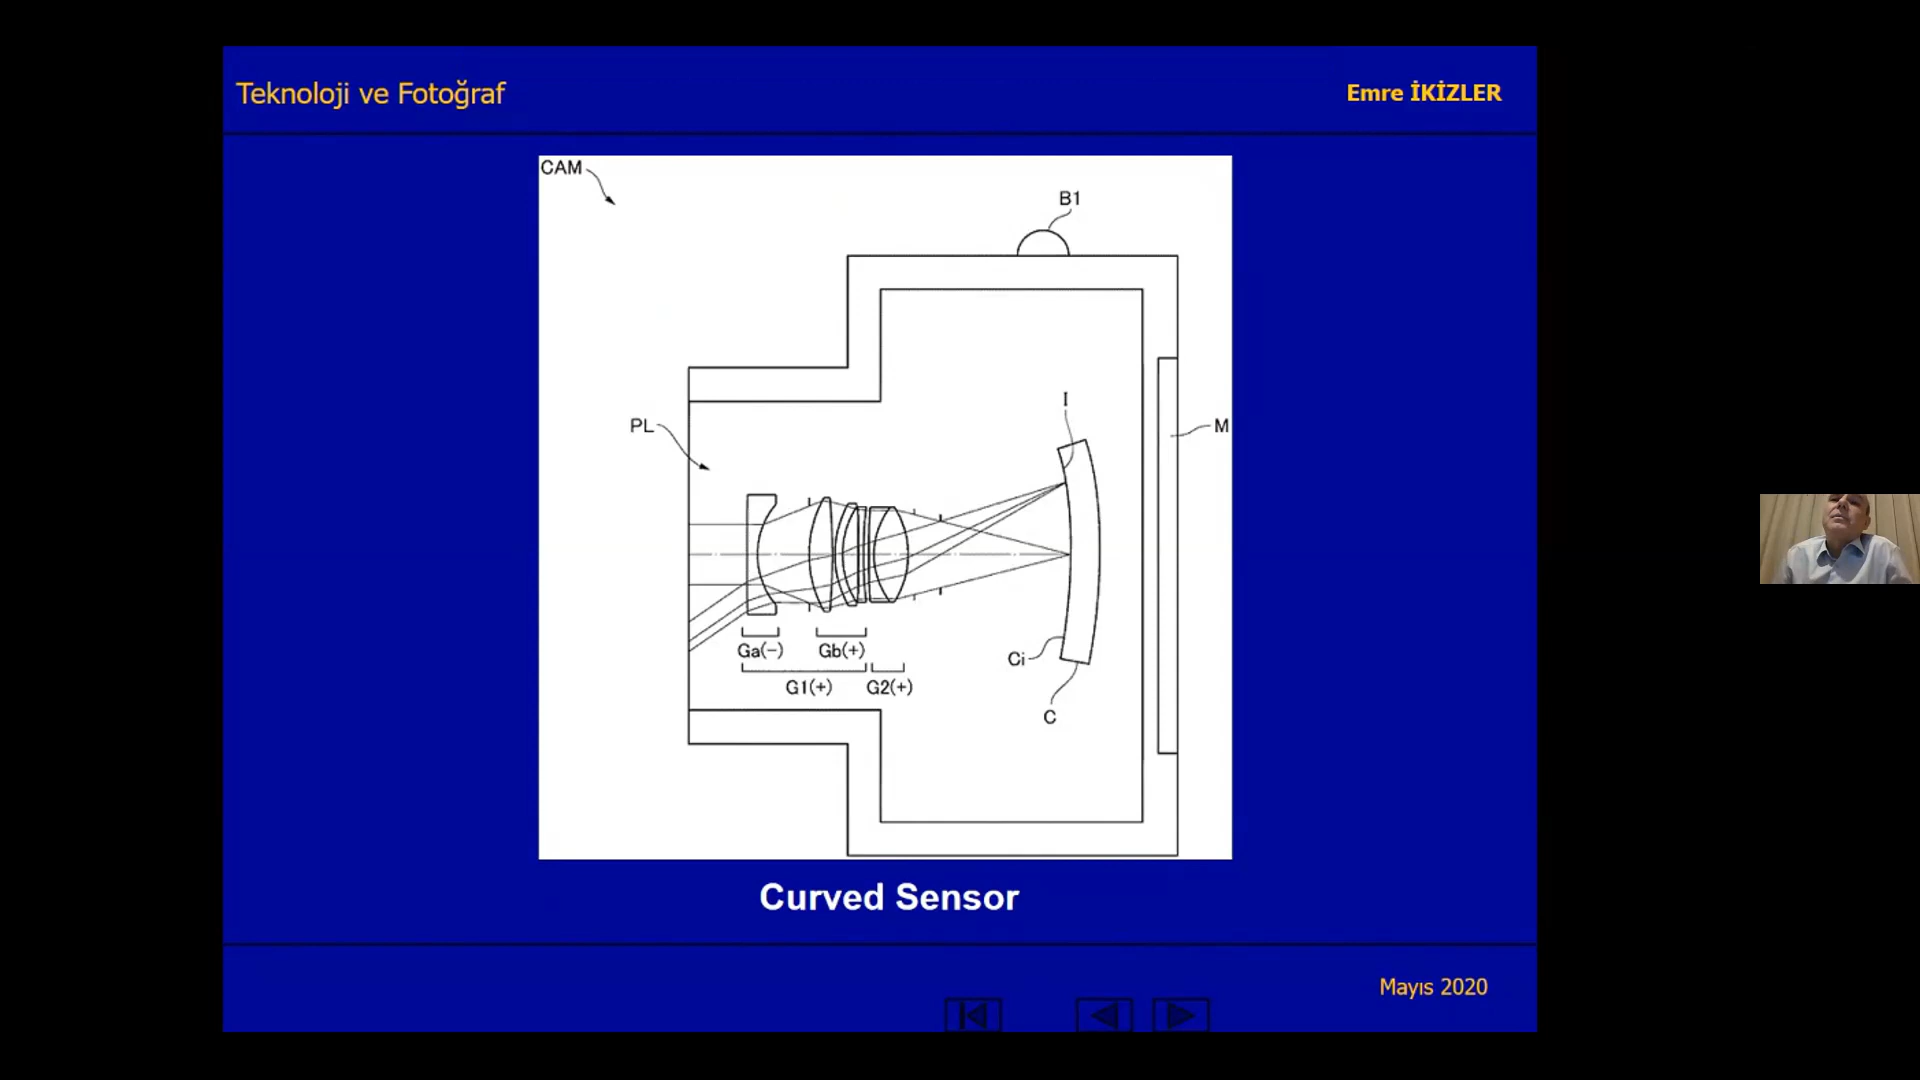 Teknoloji ve Fotoğraf
Emre İKİZLER
CAM
B1
I
PL
M
Ga(-)
Gb(+)
Ci
G1(+)
G2(+)
C
Curved Sensor
Mayıs 2020